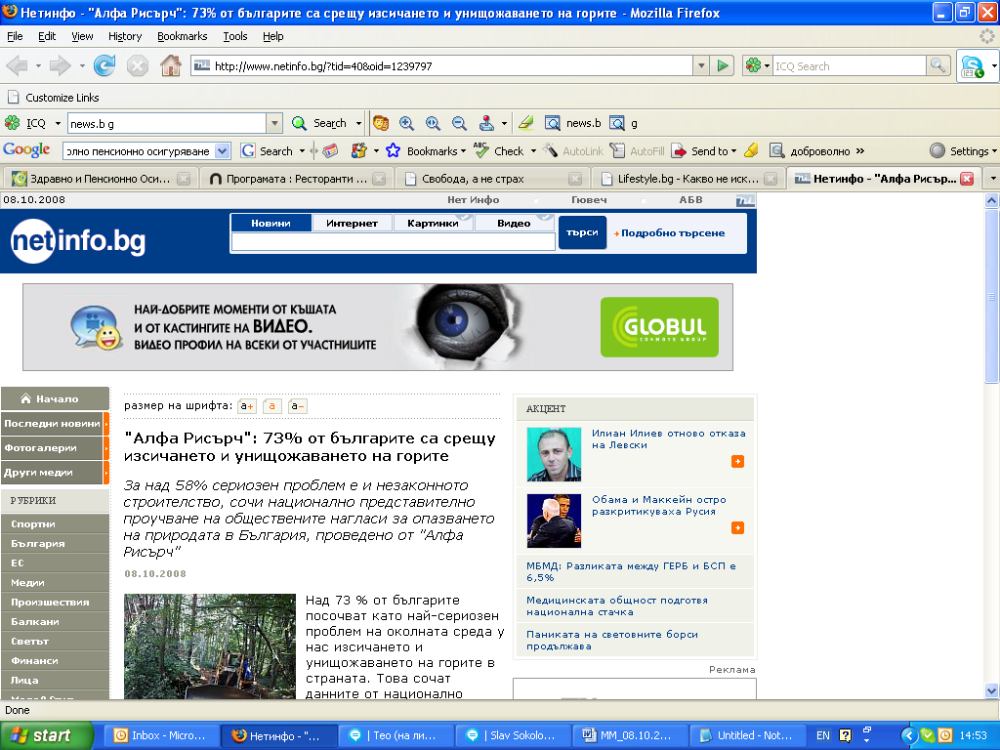 Нетинфо - "Алфа Рисърч": 73% от българите са срещу изсичането и унищожаването на горите - Mozilla Firefox
File Edit View History Bookmarks Tools Help
http://www.netinfo.bg/?tid=40&oid=1239797
ICQ Search
Customize Links
ICQ news.b g Search news.b g
Google элно пенсионно осигуряване Search Bookmarks Check AutoLink AutoFill Send to доброволно » Settings
Здравно и Пенсионно Оси... Програмата : Ресторанти ... Свобода, а не страх Lifestyle.bg - Какво не иск... Нетинфо - "Алфа Рисър...
08.10.2008 Нет Инфо Гювеч АБВ
netinfo.bg
Новини Интернет Картинки Видео
търси Подробно търсене
НАЙ-ДОБРИТЕ МОМЕНТИ ОТ КЪЩАТА
И ОТ КАСТИНГИТЕ НА ВИДЕО.
ВИДЕО ПРОФИЛ НА ВСЕКИ ОТ УЧАСТНИЦИТЕ
GLOBUL
COSMOTE GROUP
Начало
Последни новини
Фотогалерии
Други медии
РУБРИКИ
Спортни
България
ЕС
Медии
Произшествия
Балкани
Светът
Финанси
Лица
размер на шрифта: a+ a a-
"Алфа Рисърч": 73% от българите са срещу
изсичането и унищожаването на горите
За над 58% сериозен проблем е и незаконното
строителство, сочи национално представително
проучване на обществените нагласи за опазването
на природата в България, проведено от "Алфа
Рисърч"
08.10.2008
Над 73 % от българите
посочват като най-сериозен
проблем на околната среда у
нас изсичането и
унищожаването на горите в
страната. Това сочат
данните от национално
АКЦЕНТ
Илиан Илиев отново отказа
на Левски
Обама и Маккейн остро
разкритикуваха Русия
МБМД: Разликата между ГЕРБ и БСП е
6,5%
Медицинската общност подготвя
национална стачка
Паниката на световните борси
продължава
Реклама
Done
start Inbox - Micro... Нетинфо - "... Teo (на ли... Slav Sokolo... MM_08.10.2... Untitled - Not... EN 14:53